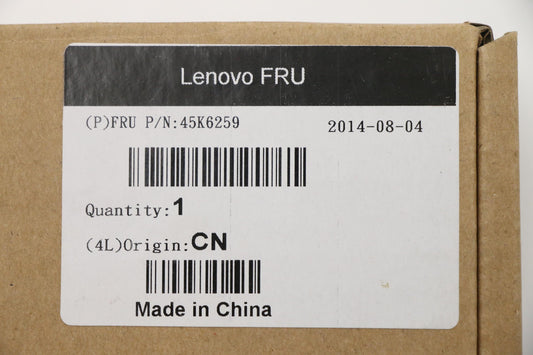 Lenovo FRU
(P)FRU P/N:45K6259 2014-08-04
Quantity:1
(4L)Origin:CN
Made in China